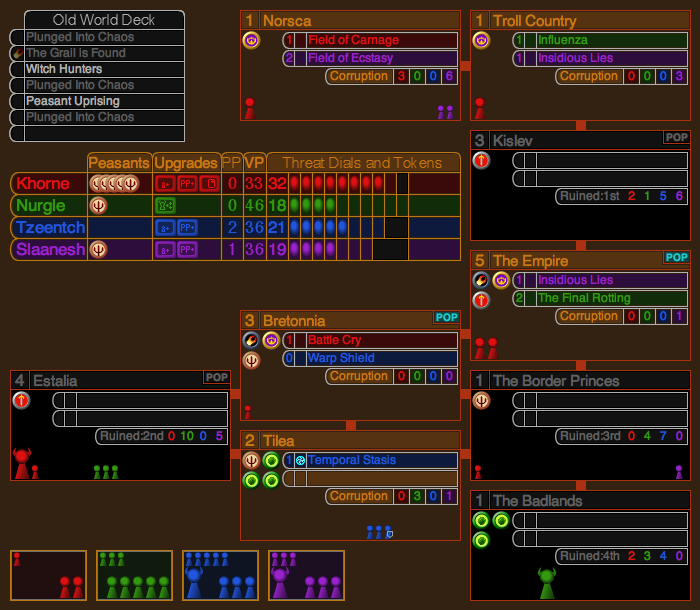 Old World Deck
Plunged Into Chaos
The Grail is Found
Witch Hunters
Plunged Into Chaos
Peasant Uprising
Plunged Into Chaos
1 Norsca
1 Field of Carnage
2 Field of Ecstasy
Corruption 3 0 0 6
1 Troll Country
1 Influenza
1 Insidious Lies
Corruption 0 0 0 3
3 Kislev POP
Ruined:1st 2 1 5 6
Peasants Upgrades PP VP Threat Dials and Tokens
Khorne PP+ 0 33 32
Nurgle 0 46 18
Tzeentch PP+ 2 36 21
Slaanesh PP+ 1 36 19
5 The Empire POP
1 Insidious Lies
2 The Final Rotting
Corruption 0 0 0 1
3 Bretonnia POP
1 Battle Cry
0 Warp Shield
Corruption 0 0 0 0
4 Estalia POP
Ruined:2nd 0 10 0 5
1 The Border Princes
Ruined:3rd 0 4 7 0
2 Tilea
1 Temporal Stasis
Corruption 0 3 0 1
1 The Badlands
Ruined:4th 2 3 4 0